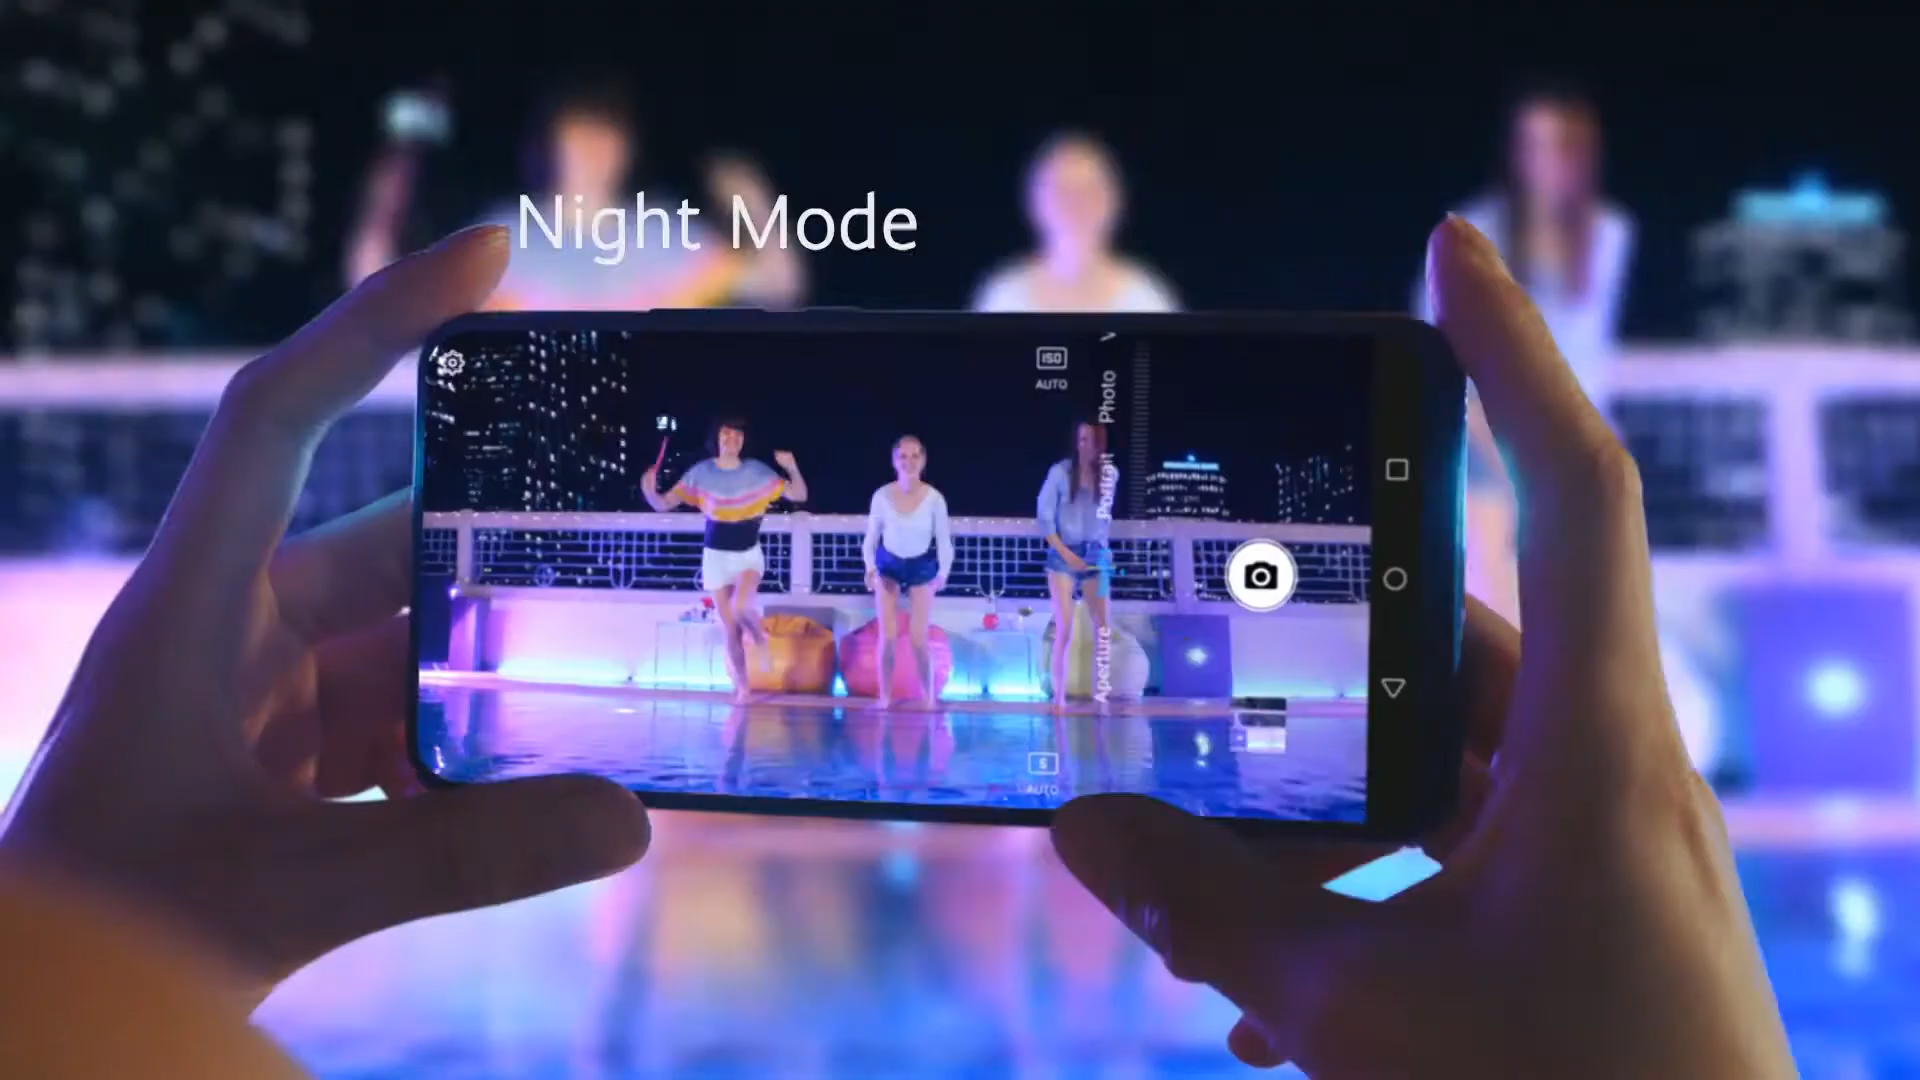 Night Mode
ISO
AUTO
Photo
Portrait
Aperture
S
AUTO